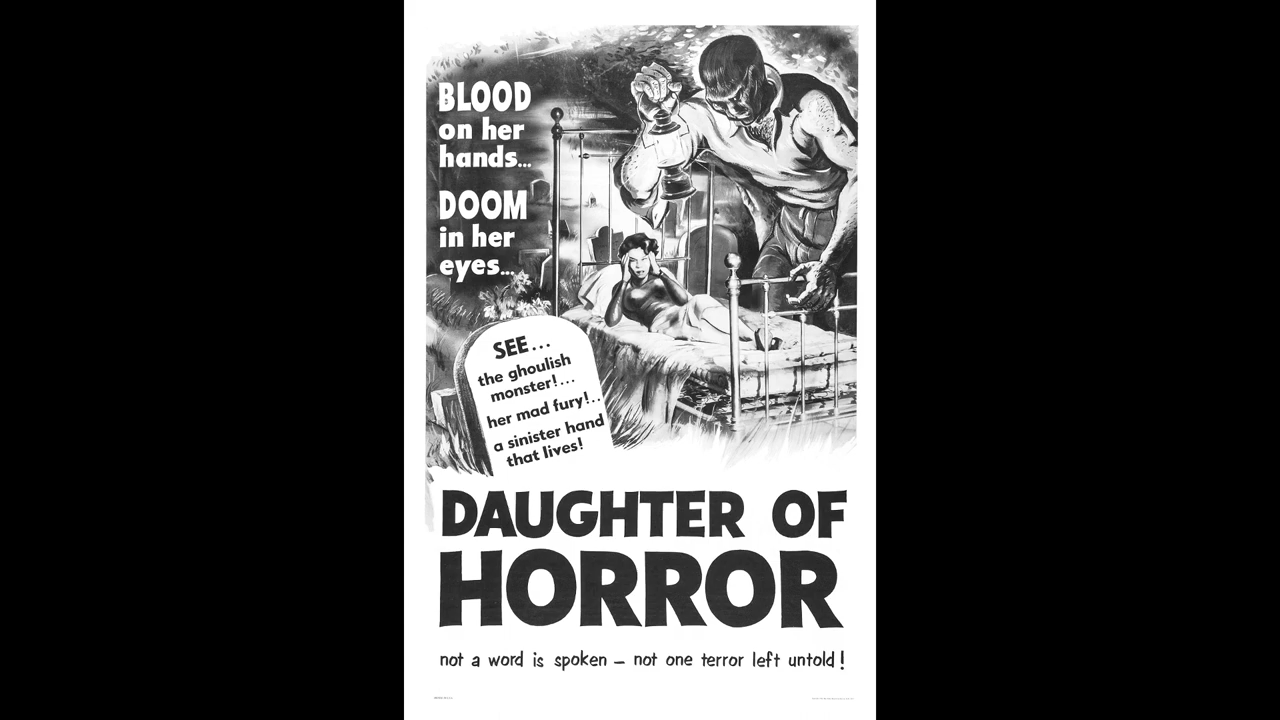 BLOOD
on her
hands...
DOOM
in her
eyes...
SEE...
the ghoulish
monster!...
her mad fury!..
a sinister hand
that lives!
DAUGHTER OF
HORROR
not a word is spoken – not one terror left untold!